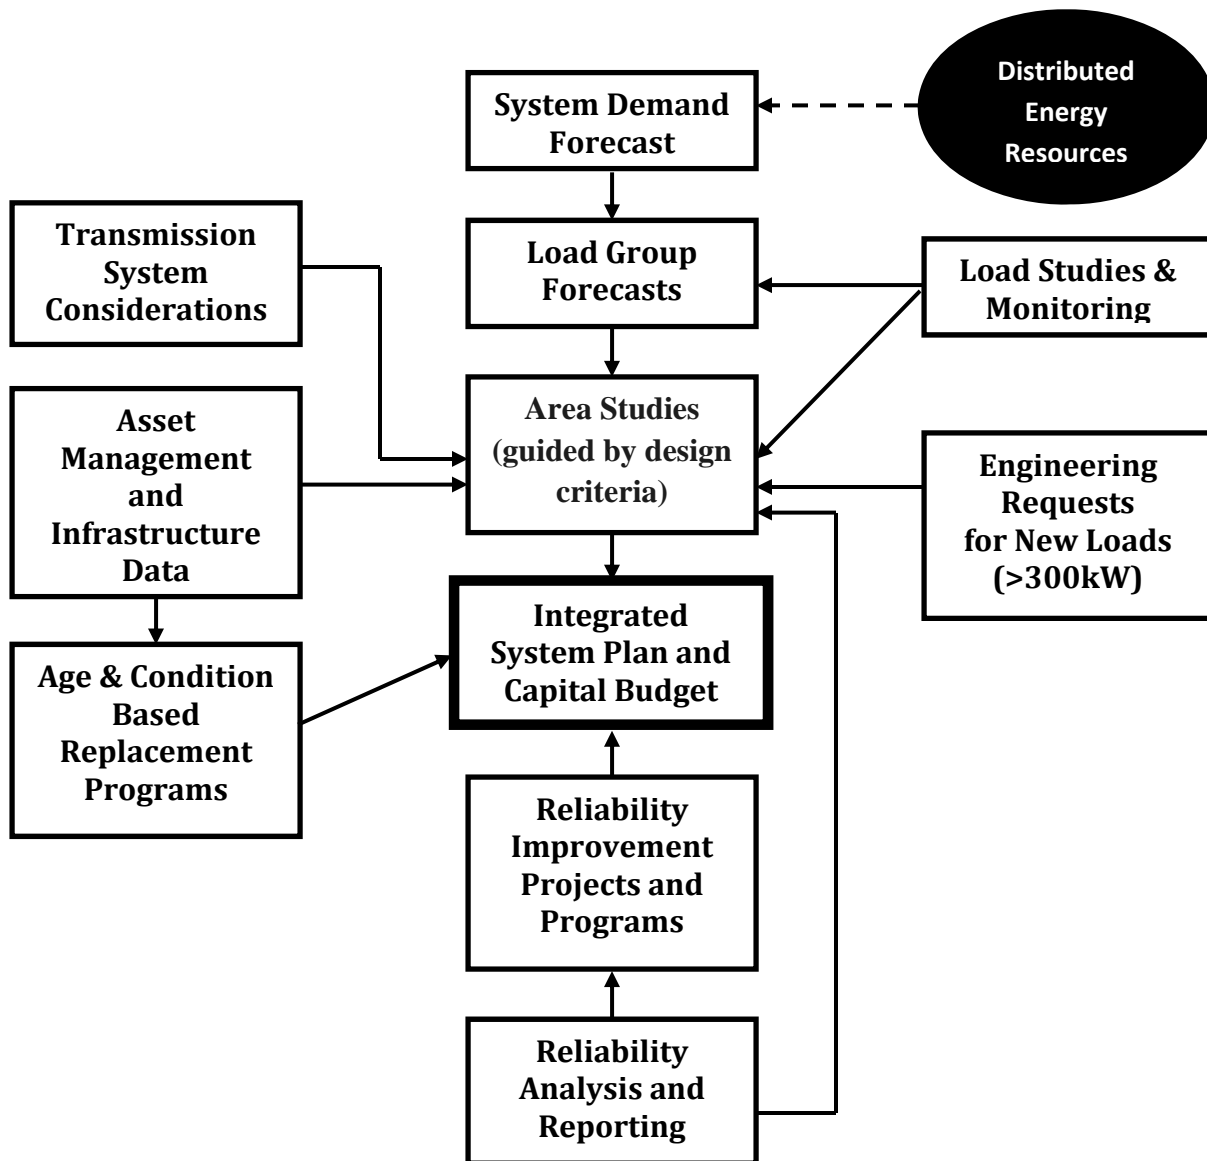 Distributed
Energy
Resources
System Demand
Forecast
Transmission
System
Considerations
Load Group
Forecasts
Load Studies &
Monitoring
Asset
Management
and
Infrastructure
Data
Area Studies
(guided by design
criteria)
Engineering
Requests
for New Loads
(>300kW)
Integrated
System Plan and
Capital Budget
Age & Condition
Based
Replacement
Programs
Reliability
Improvement
Projects and
Programs
Reliability
Analysis and
Reporting